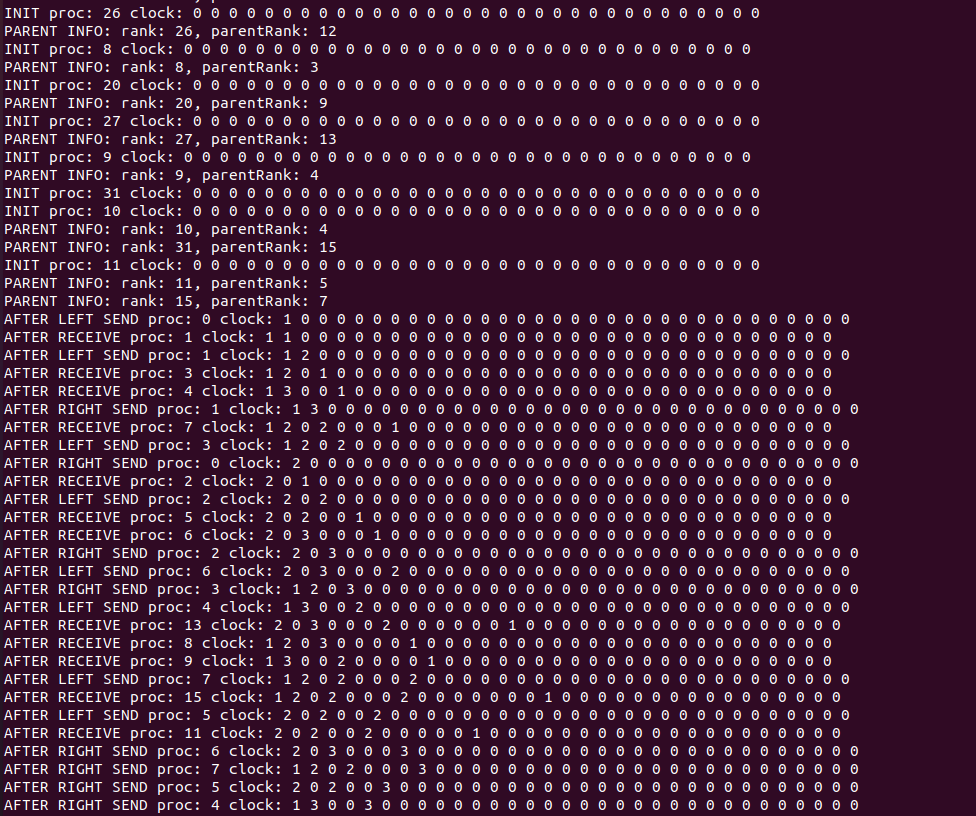 INIT proc: 26 clock: 0 0 0 0 0 0 0 0 0 0 0 0 0 0 0 0 0 0 0 0 0 0 0 0 0 0 0 0 0 0 0 0
PARENT INFO: rank: 26, parentRank: 12
INIT proc: 8 clock: 0 0 0 0 0 0 0 0 0 0 0 0 0 0 0 0 0 0 0 0 0 0 0 0 0 0 0 0 0 0 0 0
PARENT INFO: rank: 8, parentRank: 3
INIT proc: 20 clock: 0 0 0 0 0 0 0 0 0 0 0 0 0 0 0 0 0 0 0 0 0 0 0 0 0 0 0 0 0 0 0 0
PARENT INFO: rank: 20, parentRank: 9
INIT proc: 27 clock: 0 0 0 0 0 0 0 0 0 0 0 0 0 0 0 0 0 0 0 0 0 0 0 0 0 0 0 0 0 0 0 0
PARENT INFO: rank: 27, parentRank: 13
INIT proc: 9 clock: 0 0 0 0 0 0 0 0 0 0 0 0 0 0 0 0 0 0 0 0 0 0 0 0 0 0 0 0 0 0 0 0
PARENT INFO: rank: 9, parentRank: 4
INIT proc: 31 clock: 0 0 0 0 0 0 0 0 0 0 0 0 0 0 0 0 0 0 0 0 0 0 0 0 0 0 0 0 0 0 0 0
INIT proc: 10 clock: 0 0 0 0 0 0 0 0 0 0 0 0 0 0 0 0 0 0 0 0 0 0 0 0 0 0 0 0 0 0 0 0
PARENT INFO: rank: 10, parentRank: 4
PARENT INFO: rank: 31, parentRank: 15
INIT proc: 11 clock: 0 0 0 0 0 0 0 0 0 0 0 0 0 0 0 0 0 0 0 0 0 0 0 0 0 0 0 0 0 0 0 0
PARENT INFO: rank: 11, parentRank: 5
PARENT INFO: rank: 15, parentRank: 7
AFTER LEFT SEND proc: 0 clock: 1 0 0 0 0 0 0 0 0 0 0 0 0 0 0 0 0 0 0 0 0 0 0 0 0 0 0 0 0 0 0 0
AFTER RECEIVE proc: 1 clock: 1 1 0 0 0 0 0 0 0 0 0 0 0 0 0 0 0 0 0 0 0 0 0 0 0 0 0 0 0 0 0 0
AFTER LEFT SEND proc: 1 clock: 1 2 0 0 0 0 0 0 0 0 0 0 0 0 0 0 0 0 0 0 0 0 0 0 0 0 0 0 0 0 0 0
AFTER RECEIVE proc: 3 clock: 1 2 0 1 0 0 0 0 0 0 0 0 0 0 0 0 0 0 0 0 0 0 0 0 0 0 0 0 0 0 0 0
AFTER RECEIVE proc: 4 clock: 1 3 0 0 1 0 0 0 0 0 0 0 0 0 0 0 0 0 0 0 0 0 0 0 0 0 0 0 0 0 0 0
AFTER RIGHT SEND proc: 1 clock: 1 3 0 0 0 0 0 0 0 0 0 0 0 0 0 0 0 0 0 0 0 0 0 0 0 0 0 0 0 0 0 0
AFTER RECEIVE proc: 7 clock: 1 2 0 2 0 0 0 1 0 0 0 0 0 0 0 0 0 0 0 0 0 0 0 0 0 0 0 0 0 0 0 0
AFTER LEFT SEND proc: 3 clock: 1 2 0 2 0 0 0 0 0 0 0 0 0 0 0 0 0 0 0 0 0 0 0 0 0 0 0 0 0 0 0 0
AFTER RIGHT SEND proc: 0 clock: 2 0 0 0 0 0 0 0 0 0 0 0 0 0 0 0 0 0 0 0 0 0 0 0 0 0 0 0 0 0 0 0
AFTER RECEIVE proc: 2 clock: 2 0 1 0 0 0 0 0 0 0 0 0 0 0 0 0 0 0 0 0 0 0 0 0 0 0 0 0 0 0 0 0
AFTER LEFT SEND proc: 2 clock: 2 0 2 0 0 0 0 0 0 0 0 0 0 0 0 0 0 0 0 0 0 0 0 0 0 0 0 0 0 0 0 0
AFTER RECEIVE proc: 5 clock: 2 0 2 0 0 1 0 0 0 0 0 0 0 0 0 0 0 0 0 0 0 0 0 0 0 0 0 0 0 0 0 0
AFTER RECEIVE proc: 6 clock: 2 0 3 0 0 0 1 0 0 0 0 0 0 0 0 0 0 0 0 0 0 0 0 0 0 0 0 0 0 0 0 0
AFTER RIGHT SEND proc: 2 clock: 2 0 3 0 0 0 0 0 0 0 0 0 0 0 0 0 0 0 0 0 0 0 0 0 0 0 0 0 0 0 0 0
AFTER LEFT SEND proc: 6 clock: 2 0 3 0 0 0 2 0 0 0 0 0 0 0 0 0 0 0 0 0 0 0 0 0 0 0 0 0 0 0 0 0
AFTER RIGHT SEND proc: 3 clock: 1 2 0 3 0 0 0 0 0 0 0 0 0 0 0 0 0 0 0 0 0 0 0 0 0 0 0 0 0 0 0 0
AFTER LEFT SEND proc: 4 clock: 1 3 0 0 2 0 0 0 0 0 0 0 0 0 0 0 0 0 0 0 0 0 0 0 0 0 0 0 0 0 0 0
AFTER RECEIVE proc: 13 clock: 2 0 3 0 0 0 2 0 0 0 0 0 0 1 0 0 0 0 0 0 0 0 0 0 0 0 0 0 0 0 0 0
AFTER RECEIVE proc: 8 clock: 1 2 0 3 0 0 0 0 1 0 0 0 0 0 0 0 0 0 0 0 0 0 0 0 0 0 0 0 0 0 0 0
AFTER RECEIVE proc: 9 clock: 1 3 0 0 2 0 0 0 0 1 0 0 0 0 0 0 0 0 0 0 0 0 0 0 0 0 0 0 0 0 0 0
AFTER LEFT SEND proc: 7 clock: 1 2 0 2 0 0 0 2 0 0 0 0 0 0 0 0 0 0 0 0 0 0 0 0 0 0 0 0 0 0 0 0
AFTER RECEIVE proc: 15 clock: 1 2 0 2 0 0 0 2 0 0 0 0 0 0 0 1 0 0 0 0 0 0 0 0 0 0 0 0 0 0 0 0
AFTER LEFT SEND proc: 5 clock: 2 0 2 0 0 2 0 0 0 0 0 0 0 0 0 0 0 0 0 0 0 0 0 0 0 0 0 0 0 0 0 0
AFTER RECEIVE proc: 11 clock: 2 0 2 0 0 2 0 0 0 0 0 1 0 0 0 0 0 0 0 0 0 0 0 0 0 0 0 0 0 0 0 0
AFTER RIGHT SEND proc: 6 clock: 2 0 3 0 0 0 3 0 0 0 0 0 0 0 0 0 0 0 0 0 0 0 0 0 0 0 0 0 0 0 0 0
AFTER RIGHT SEND proc: 7 clock: 1 2 0 2 0 0 0 3 0 0 0 0 0 0 0 0 0 0 0 0 0 0 0 0 0 0 0 0 0 0 0 0
AFTER RIGHT SEND proc: 5 clock: 2 0 2 0 0 3 0 0 0 0 0 0 0 0 0 0 0 0 0 0 0 0 0 0 0 0 0 0 0 0 0 0
AFTER RIGHT SEND proc: 4 clock: 1 3 0 0 3 0 0 0 0 0 0 0 0 0 0 0 0 0 0 0 0 0 0 0 0 0 0 0 0 0 0 0